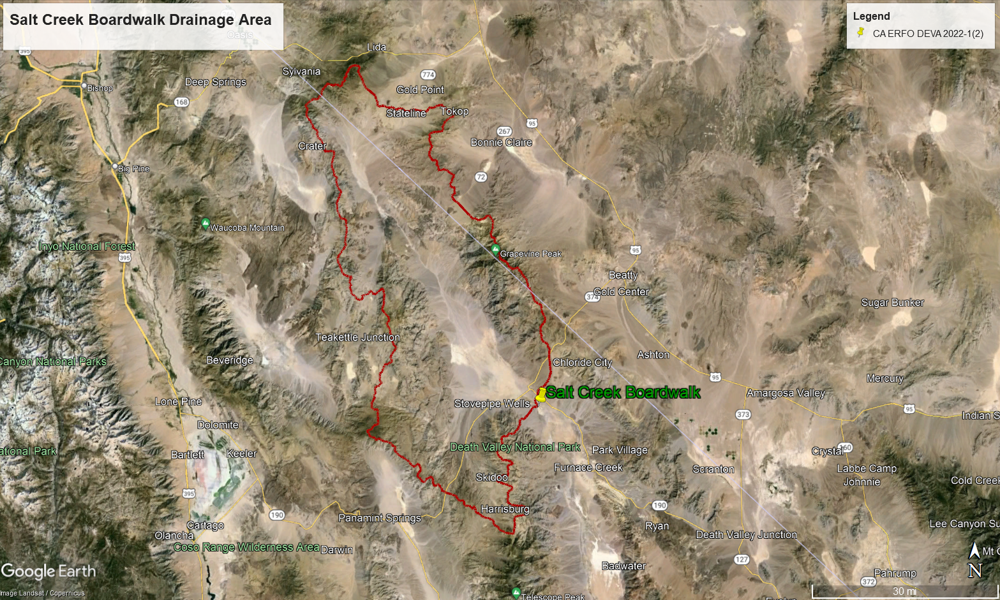 Salt Creek Boardwalk Drainage Area
Legend
CA ERFO DEVA 2022-1(2)
Oasis
Lida
395
Sylvania
774
Deep Springs
Bishop
Gold Point
168
Stateline
Tokop
95
267
Crater
Bonnie Claire
Big Pine
72
Waucoba Mountain
Inyo National Forest
395
Grapevine Peak
95
Beatty
374
Gold Center
Sugar Bunker
Teakettle Junction
Ashton
Canyon National Parks
Beveridge
Chloride City
95
Mercury
Salt Creek Boardwalk
Amargosa Valley
Lone Pine
Stovepipe Wells
95
373
Indian S
Dolomite
Death Valley National Park
ational Park
Bartlett
Keeler
Park Village
Crystal
60
Furnace Creek
Scranton
Labbe Camp
Skidoo
Johnnie
Cold Creek
395
190
Harrisburg
190
Panamint Springs
Cartago
Ryan
Lee Canyon Su
Olancha
Death Valley Junction
Coso Range Wilderness Area
Darwin
Mt C
127
Badwater
Google Earth
N
Pahrump
372
Image Landsat / Copernicus
30 mi
Telescope Peak